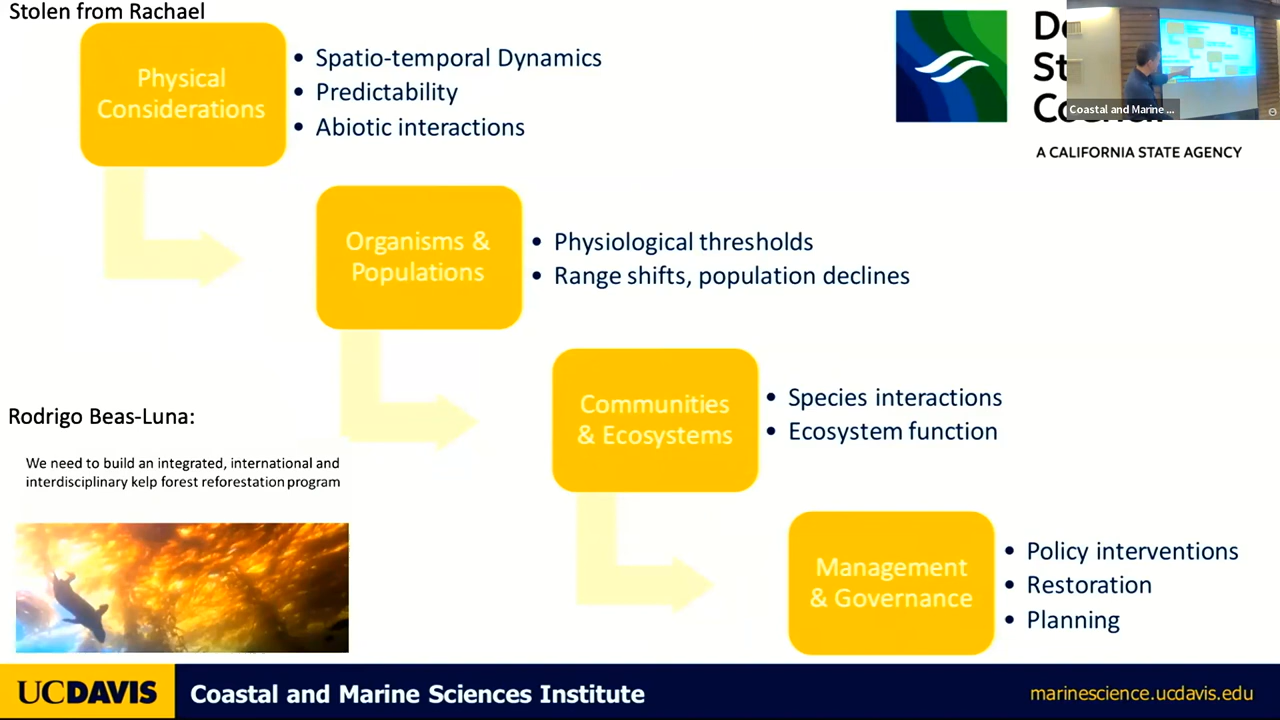 Stolen from Rachael
Physical
Considerations
• Spatio-temporal Dynamics
• Predictability
• Abiotic interactions
A CALIFORNIA STATE AGENCY
Coastal and Marine ...
Organisms &
Populations
• Physiological thresholds
• Range shifts, population declines
Communities
& Ecosystems
• Species interactions
• Ecosystem function
Rodrigo Beas-Luna:
We need to build an integrated, international and
interdisciplinary kelp forest reforestation program
Management
& Governance
• Policy interventions
• Restoration
• Planning
UCDAVIS
Coastal and Marine Sciences Institute
marinescience.ucdavis.edu